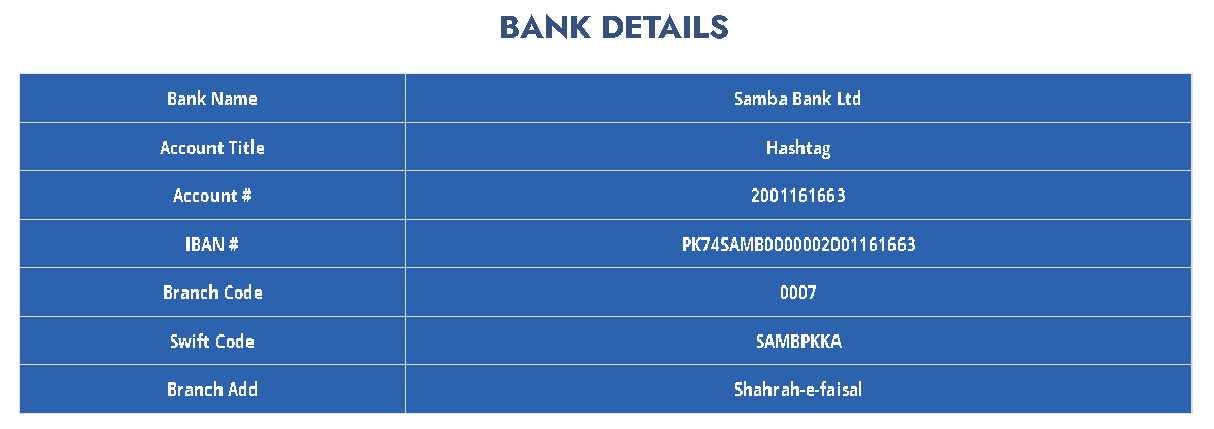 BANK DETAILS
Bank Name Samba Bank Ltd
Account Title Hashtag
Account # 2001161663
IBAN # PK74SAMB0000002001161663
Branch Code 0007
Swift Code SAMBPKKA
Branch Add Shahrah-e-faisal